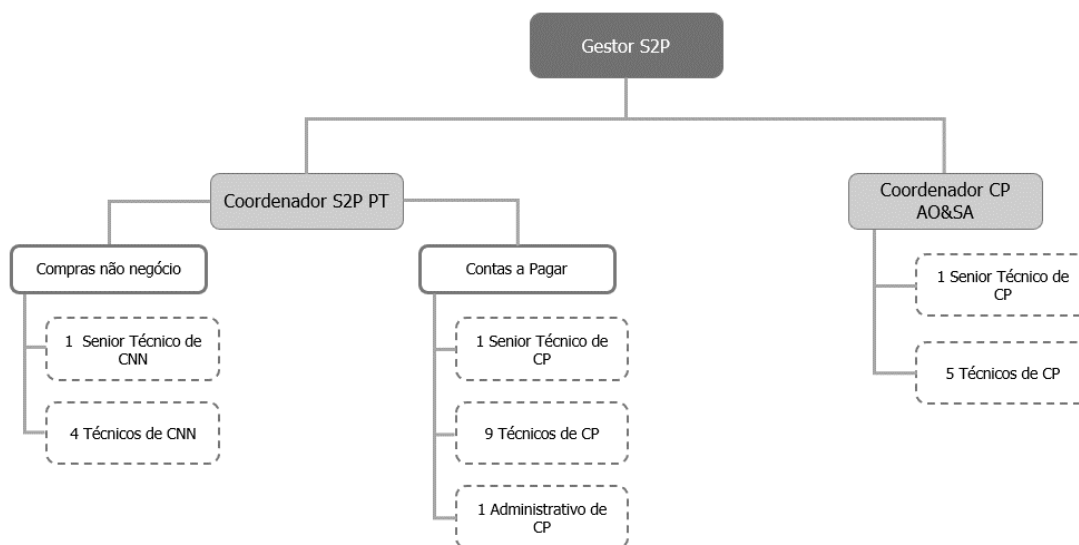 Gestor S2P
Coordenador S2P PT
Coordenador CP
AO&SA
Compras não negócio
Contas a Pagar
1 Senior Técnico de
CNN
4 Técnicos de CNN
1 Senior Técnico de
CP
9 Técnicos de CP
1 Administrativo de
CP
1 Senior Técnico de
CP
5 Técnicos de CP